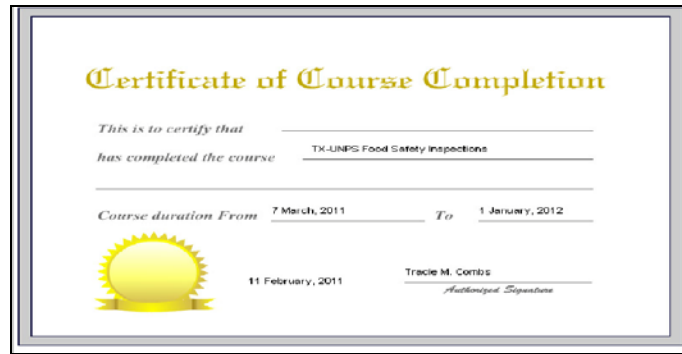 Certificate of Course Completion
This is to certify that
has completed the course TX-UNPS Food Safety Inspections
Course duration From 7 March, 2011 To 1 January, 2012
11 February, 2011 Tracie M. Combs
Authorized Signature